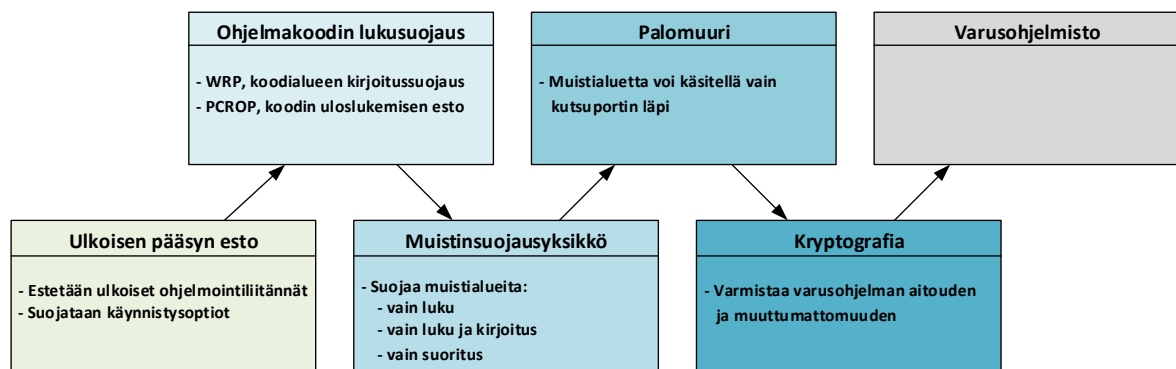 Ohjelmakoodin lukusuojaus
- WRP, koodialueen kirjoitussuojaus
- PCROP, koodin uloslukemisen esto
Palomuuri
- Muistialuetta voi käsitellä vain
kutsuportin läpi
Varusohjelmisto
Ulkoisen pääsyn esto
- Estetään ulkoiset ohjelmointiliitännät
- Suojataan käynnistysoptiot
Muistinsuojausyksikkö
- Suojaa muistialueita:
- vain luku
- vain luku ja kirjoitus
- vain suoritus
Kryptografia
- Varmistaa varusohjelman aitouden
ja muuttumattomuuden